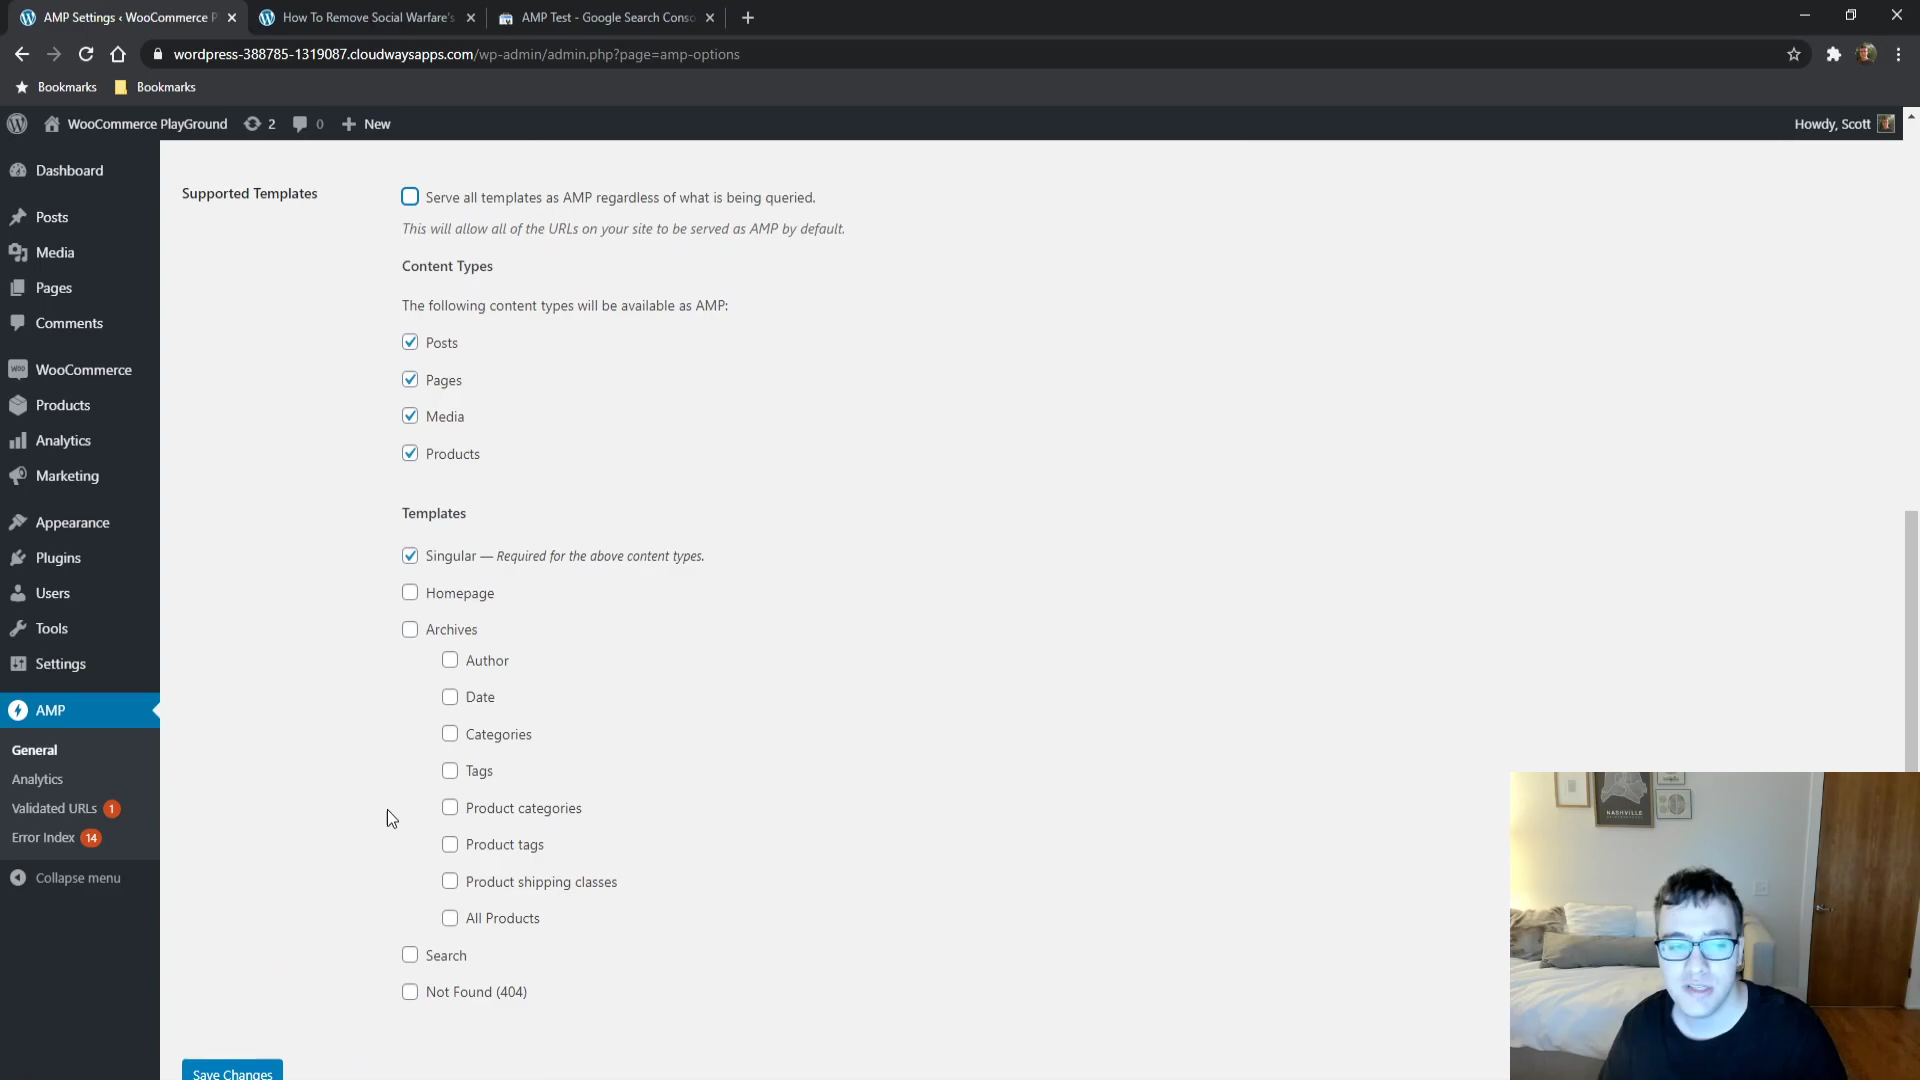 AMP Settings ‹ WooCommerce P
How To Remove Social Warfare's
AMP Test - Google Search Conso
wordpress-388785-1319087.cloudwaysapps.com/wp-admin/admin.php?page=amp-options
Bookmarks
Bookmarks
WooCommerce PlayGround
2
0
New
Howdy, Scott
Dashboard
Posts
Media
Pages
Comments
WooCommerce
Products
Analytics
Marketing
Appearance
Plugins
Users
Tools
Settings
AMP
General
Analytics
Validated URLs 1
Error Index 14
Collapse menu
Supported Templates
Serve all templates as AMP regardless of what is being queried.
This will allow all of the URLs on your site to be served as AMP by default.
Content Types
The following content types will be available as AMP:
Posts
Pages
Media
Products
Templates
Singular — Required for the above content types.
Homepage
Archives
Author
Date
Categories
Tags
Product categories
Product tags
Product shipping classes
All Products
Search
Not Found (404)
Save Changes
NASHVILLE